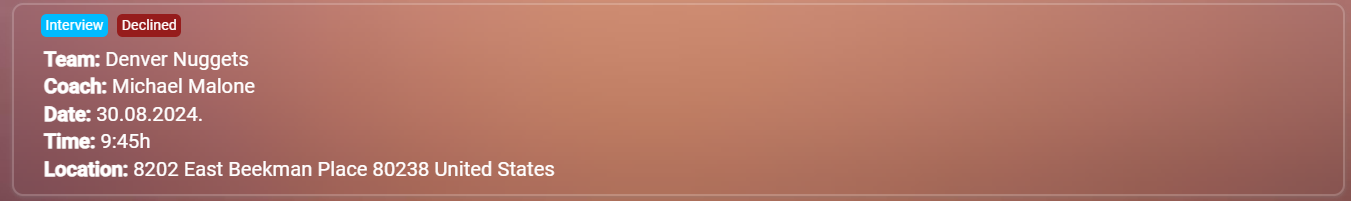 Interview Declined
Team: Denver Nuggets
Coach: Michael Malone
Date: 30.08.2024.
Time: 9:45h
Location: 8202 East Beekman Place 80238 United States